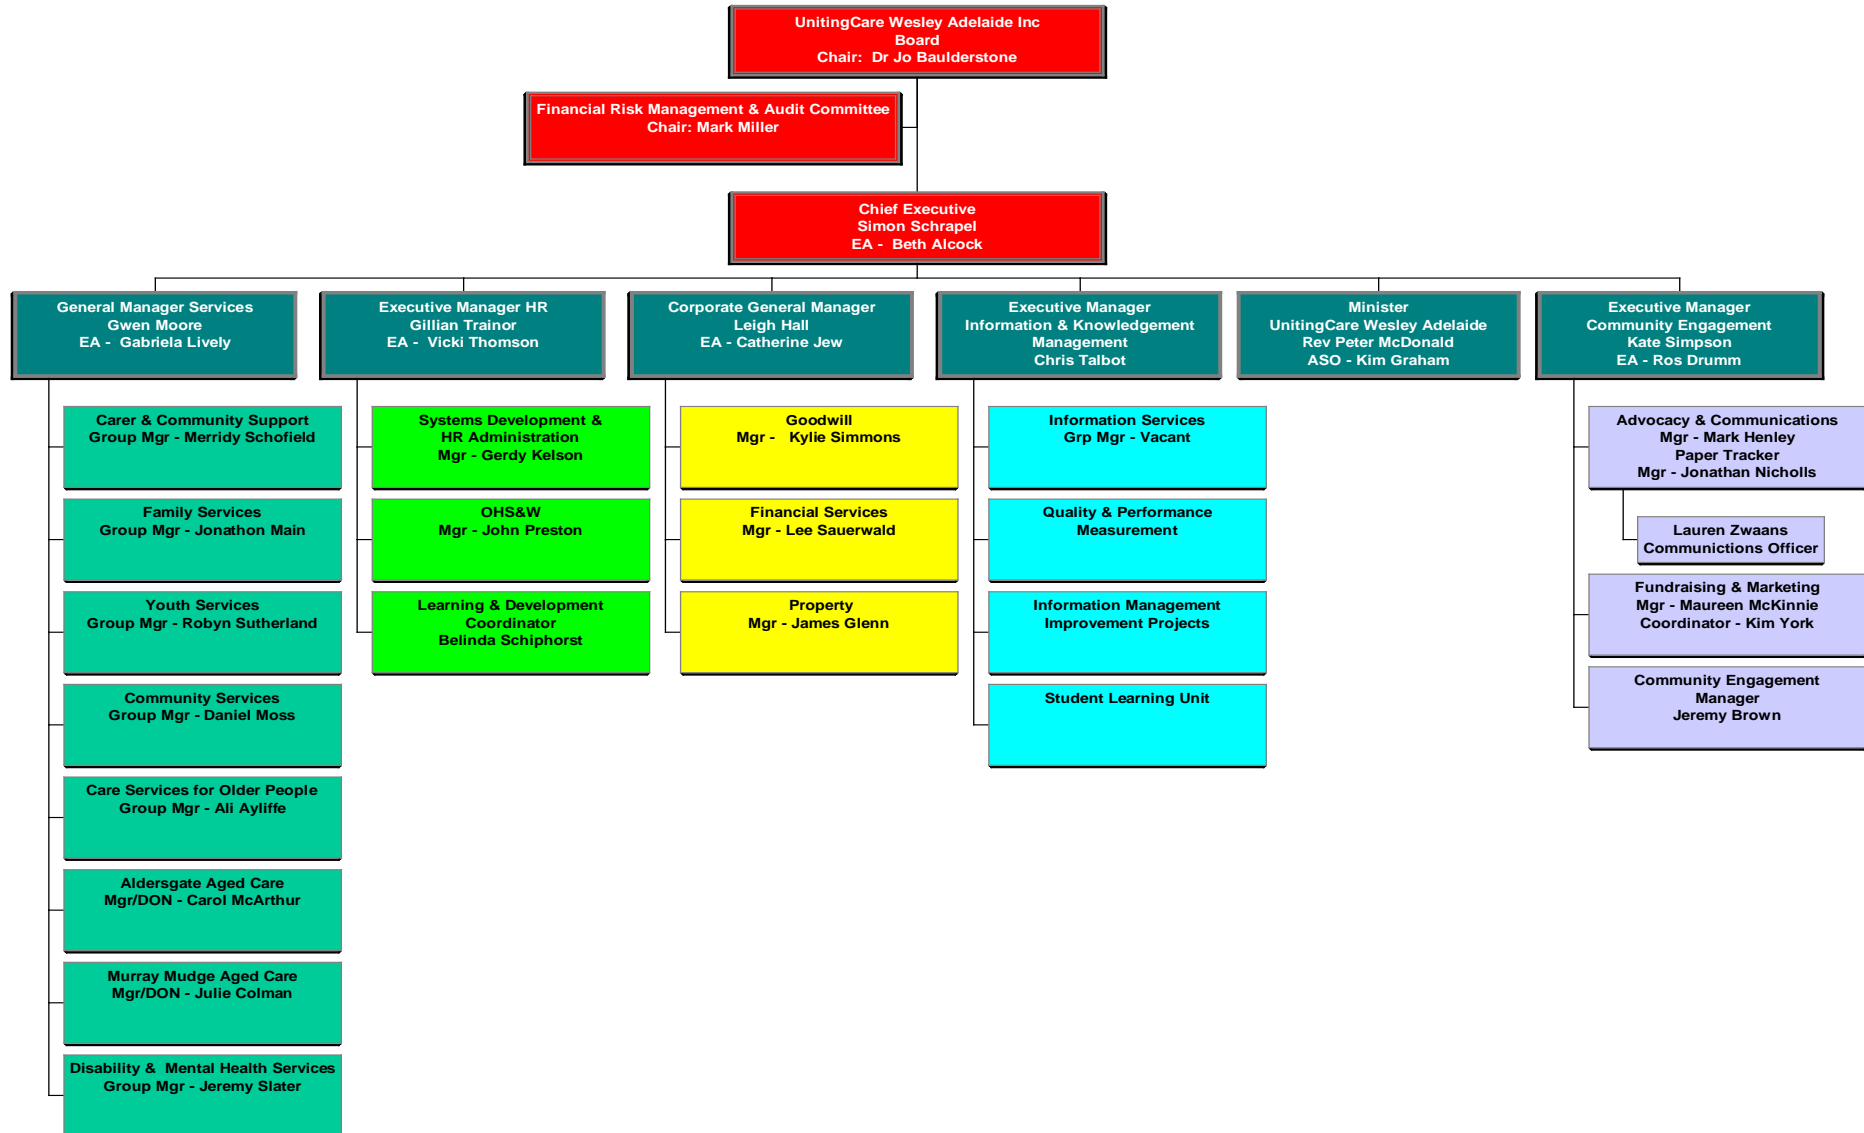 UnitingCare Wesley Adelaide Inc
Board
Chair: Dr Jo Baulderstone
Financial Risk Management & Audit Committee
Chair: Mark Miller
Chief Executive
Simon Schrapel
EA - Beth Alcock
General Manager Services
Gwen Moore
EA - Gabriela Lively
Executive Manager HR
Gillian Trainor
EA - Vicki Thomson
Corporate General Manager
Leigh Hall
EA - Catherine Jew
Executive Manager
Information & Knowledgement
Management
Chris Talbot
Minister
UnitingCare Wesley Adelaide
Rev Peter McDonald
ASO - Kim Graham
Executive Manager
Community Engagement
Kate Simpson
EA - Ros Drumm
Carer & Community Support
Group Mgr - Merridy Schofield
Family Services
Group Mgr - Jonathon Main
Youth Services
Group Mgr - Robyn Sutherland
Community Services
Group Mgr - Daniel Moss
Care Services for Older People
Group Mgr - Ali Ayliffe
Aldersgate Aged Care
Mgr/DON - Carol McArthur
Murray Mudge Aged Care
Mgr/DON - Julie Colman
Disability & Mental Health Services
Group Mgr - Jeremy Slater
Systems Development &
HR Administration
Mgr - Gerdy Kelson
OHS&W
Mgr - John Preston
Learning & Development
Coordinator
Belinda Schiphorst
Goodwill
Mgr - Kylie Simmons
Financial Services
Mgr - Lee Sauerwald
Property
Mgr - James Glenn
Information Services
Grp Mgr - Vacant
Quality & Performance
Measurement
Information Management
Improvement Projects
Student Learning Unit
Advocacy & Communications
Mgr - Mark Henley
Paper Tracker
Mgr - Jonathan Nicholls
Lauren Zwaans
Communictions Officer
Fundraising & Marketing
Mgr - Maureen McKinnie
Coordinator - Kim York
Community Engagement
Manager
Jeremy Brown